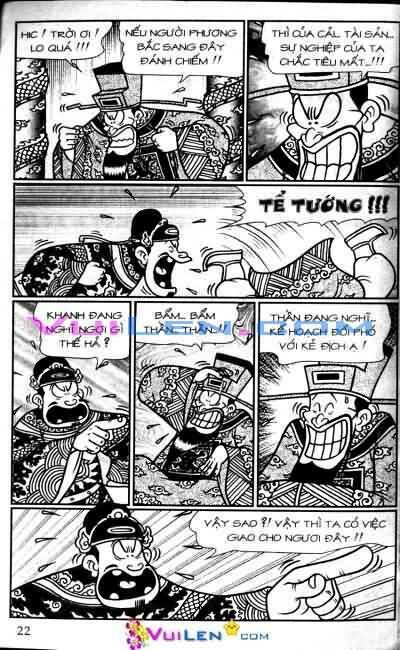 HIC ! TRỜI ƠI !
LO QUÁ !!!
NẾU NGƯỜI PHƯƠNG
BẮC SANG ĐÂY
ĐÁNH CHIẾM !!
THÌ CỦA CẢI.. TÀI SẢN..
SỰ NGHIỆP CỦA TA
CHẮC TIÊU MẤT...!!!
TỂ TƯỚNG !!!
KHANH ĐANG
NGHĨ NGỢI GÌ
THẾ HẢ ?
BẨM... BẨM
THẦN... THẦN..!!
THẦN ĐANG NGHĨ..
KẾ HOẠCH ĐỐI PHÓ
VỚI KẺ ĐỊCH Ạ !
VẬY SAO ?! VẬY THÌ TA CÓ VIỆC
GIAO CHO NGƯƠI ĐÂY !!
22
VUILEN.COM